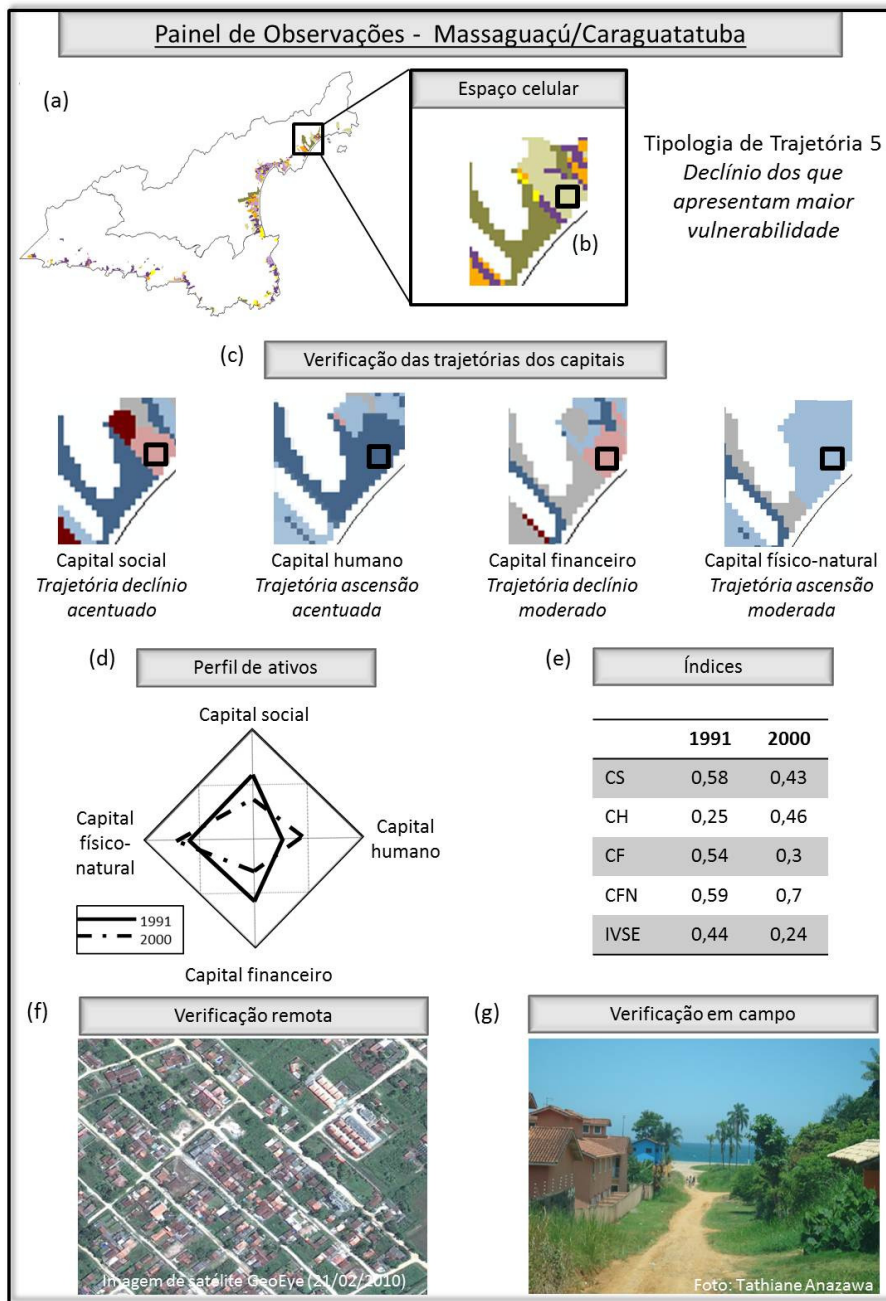 Painel de Observações - Massaguaçú/Caraguatatuba
(a)
Espaço celular
(b)
Tipologia de Trajetória 5
Declínio dos que
apresentam maior
vulnerabilidade
(c)
Verificação das trajetórias dos capitais
Capital social
Trajetória declínio
acentuado
Capital humano
Trajetória ascensão
acentuada
Capital financeiro
Trajetória declínio
moderado
Capital físico-natural
Trajetória ascensão
moderada
(d)
Perfil de ativos
Capital social
Capital
físico-
natural
Capital
humano
1991
2000
Capital financeiro
(e)
Índices
1991 2000
CS 0,58 0,43
CH 0,25 0,46
CF 0,54 0,3
CFN 0,59 0,7
IVSE 0,44 0,24
(f)
Verificação remota
Imagem de satélite GeoEye (21/02/2010)
(g)
Verificação em campo
Foto: Tathiane Anazawa